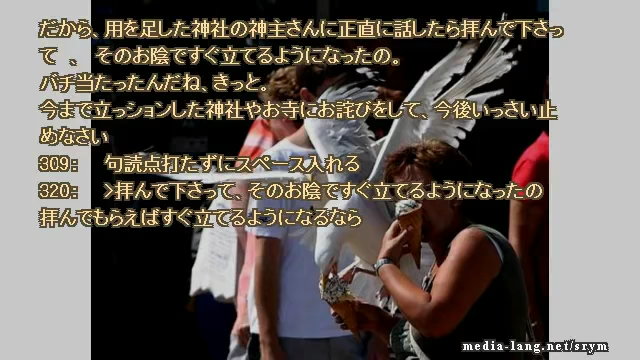 だから、用を足した神社の神主さんに正直に話したら拝んで下さっ
て 、 そのお陰ですぐ立てるようになったの。
バチ当たったんだね、きっと。
今まで立っションした神社やお寺にお詫びをして、今後いっさい止
めなさい
309: 句読点打たずにスペース入れる
320: >拝んで下さって、そのお陰ですぐ立てるようになったの
拝んでもらえばすぐ立てるようになるなら
media-lang.net/srym